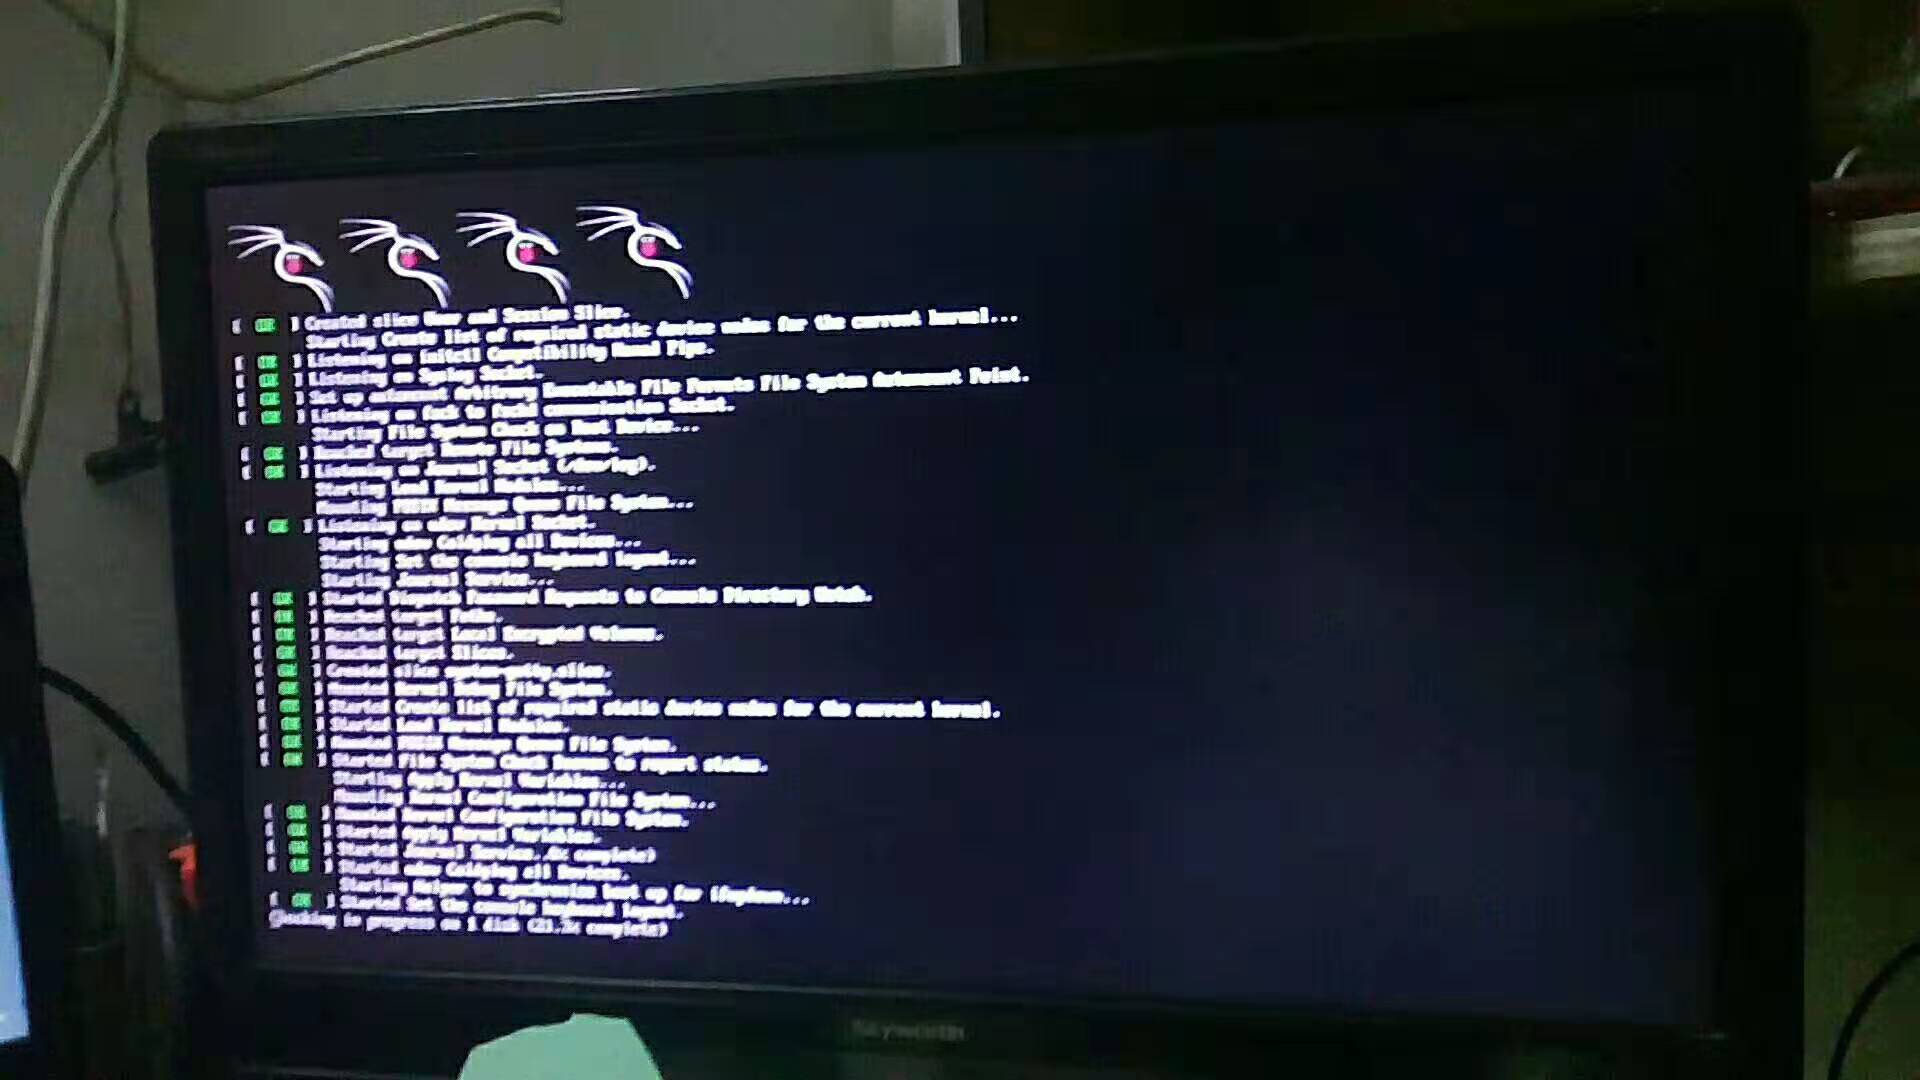 [ OK ] Created slice User and Session Slice.
Starting Create list of required static device nodes for the current kernel...
[ OK ] Listening on initctl Compatibility Named Pipe.
[ OK ] Listening on Syslog Socket.
[ OK ] Set up automount Arbitrary Executable File Formats File System Automount Point.
[ OK ] Listening on fsck to fsckd communication Socket.
Starting File System Check on Root Device...
[ OK ] Reached target Remote File Systems.
[ OK ] Listening on Journal Socket (/dev/log).
Starting Load Kernel Modules...
Mounting POSIX Message Queue File System...
[ OK ] Listening on udev Kernel Socket.
Starting udev Coldplug all Devices...
Starting Set the console keyboard layout...
Starting Journal Service...
[ OK ] Started Dispatch Password Requests to Console Directory Watch.
[ OK ] Reached target Paths.
[ OK ] Reached target Local Encrypted Volumes.
[ OK ] Reached target Slices.
[ OK ] Created slice system-getty.slice.
[ OK ] Mounted Kernel Debug File System.
[ OK ] Started Create list of required static device nodes for the current kernel.
[ OK ] Started Load Kernel Modules.
[ OK ] Mounted POSIX Message Queue File System.
[ OK ] Started File System Check Daemon to report status.
Starting Apply Kernel Variables...
Mounting Kernel Configuration File System...
[ OK ] Mounted Kernel Configuration File System.
[ OK ] Started Apply Kernel Variables.
[ OK ] Started Journal Service. complete)
[ OK ] Started udev Coldplug all Devices.
Starting Helper to synchronize boot up for ifupdown...
[ OK ] Started Set the console keyboard layout.
Checking in progress on 1 disk complete)
Skyworth